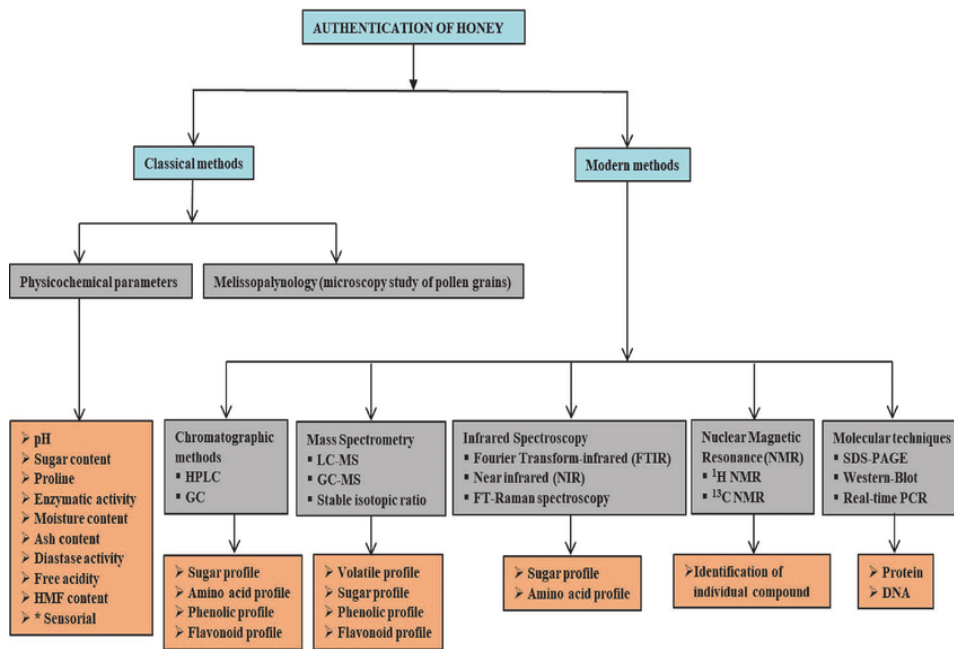 AUTHENTICATION OF HONEY
Classical methods
Modern methods
Physicochemical parameters
Melissopalynology (microscopy study of pollen grains)
➢ pH
➢ Sugar content
➢ Proline
➢ Enzymatic activity
➢ Moisture content
➢ Ash content
➢ Diastase activity
➢ Free acidity
➢ HMF content
➢ * Sensorial
Chromatographic
methods
▪ HPLC
▪ GC
Mass Spectrometry
▪ LC-MS
▪ GC-MS
▪ Stable isotopic ratio
Infrared Spectroscopy
▪ Fourier Transform-infrared (FTIR)
▪ Near infrared (NIR)
▪ FT-Raman spectroscopy
Nuclear Magnetic
Resonance (NMR)
▪ ¹H NMR
▪ ¹³C NMR
Molecular techniques
▪ SDS-PAGE
▪ Western-Blot
▪ Real-time PCR
➢ Sugar profile
➢ Amino acid profile
➢ Phenolic profile
➢ Flavonoid profile
➢ Volatile profile
➢ Sugar profile
➢ Phenolic profile
➢ Flavonoid profile
➢ Sugar profile
➢ Amino acid profile
➢ Identification of
individual compound
➢ Protein
➢ DNA